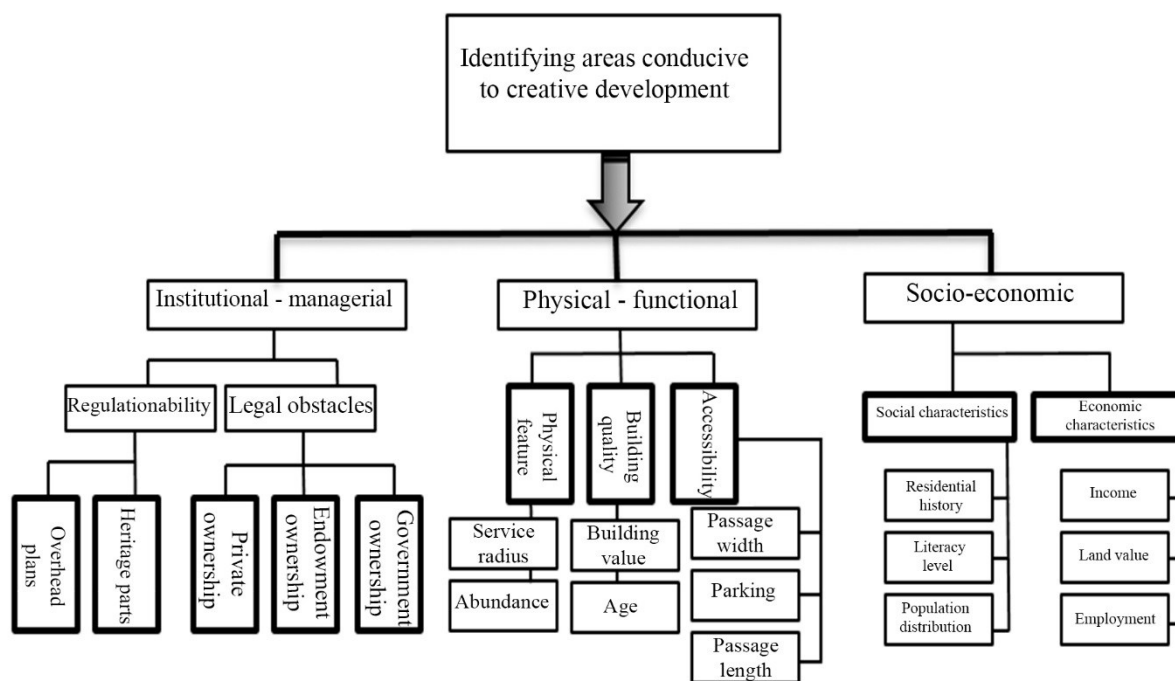 Identifying areas conducive
to creative development
Institutional - managerial
Physical - functional
Socio-economic
Regulationability
Legal obstacles
Physical
feature
Building
quality
Accessibility
Social characteristics
Economic
characteristics
Overhead
plans
Heritage parts
Private
ownership
Endowment
ownership
Government
ownership
Service
radius
Abundance
Building
value
Age
Passage
width
Parking
Passage
length
Residential
history
Literacy
level
Population
distribution
Income
Land value
Employment